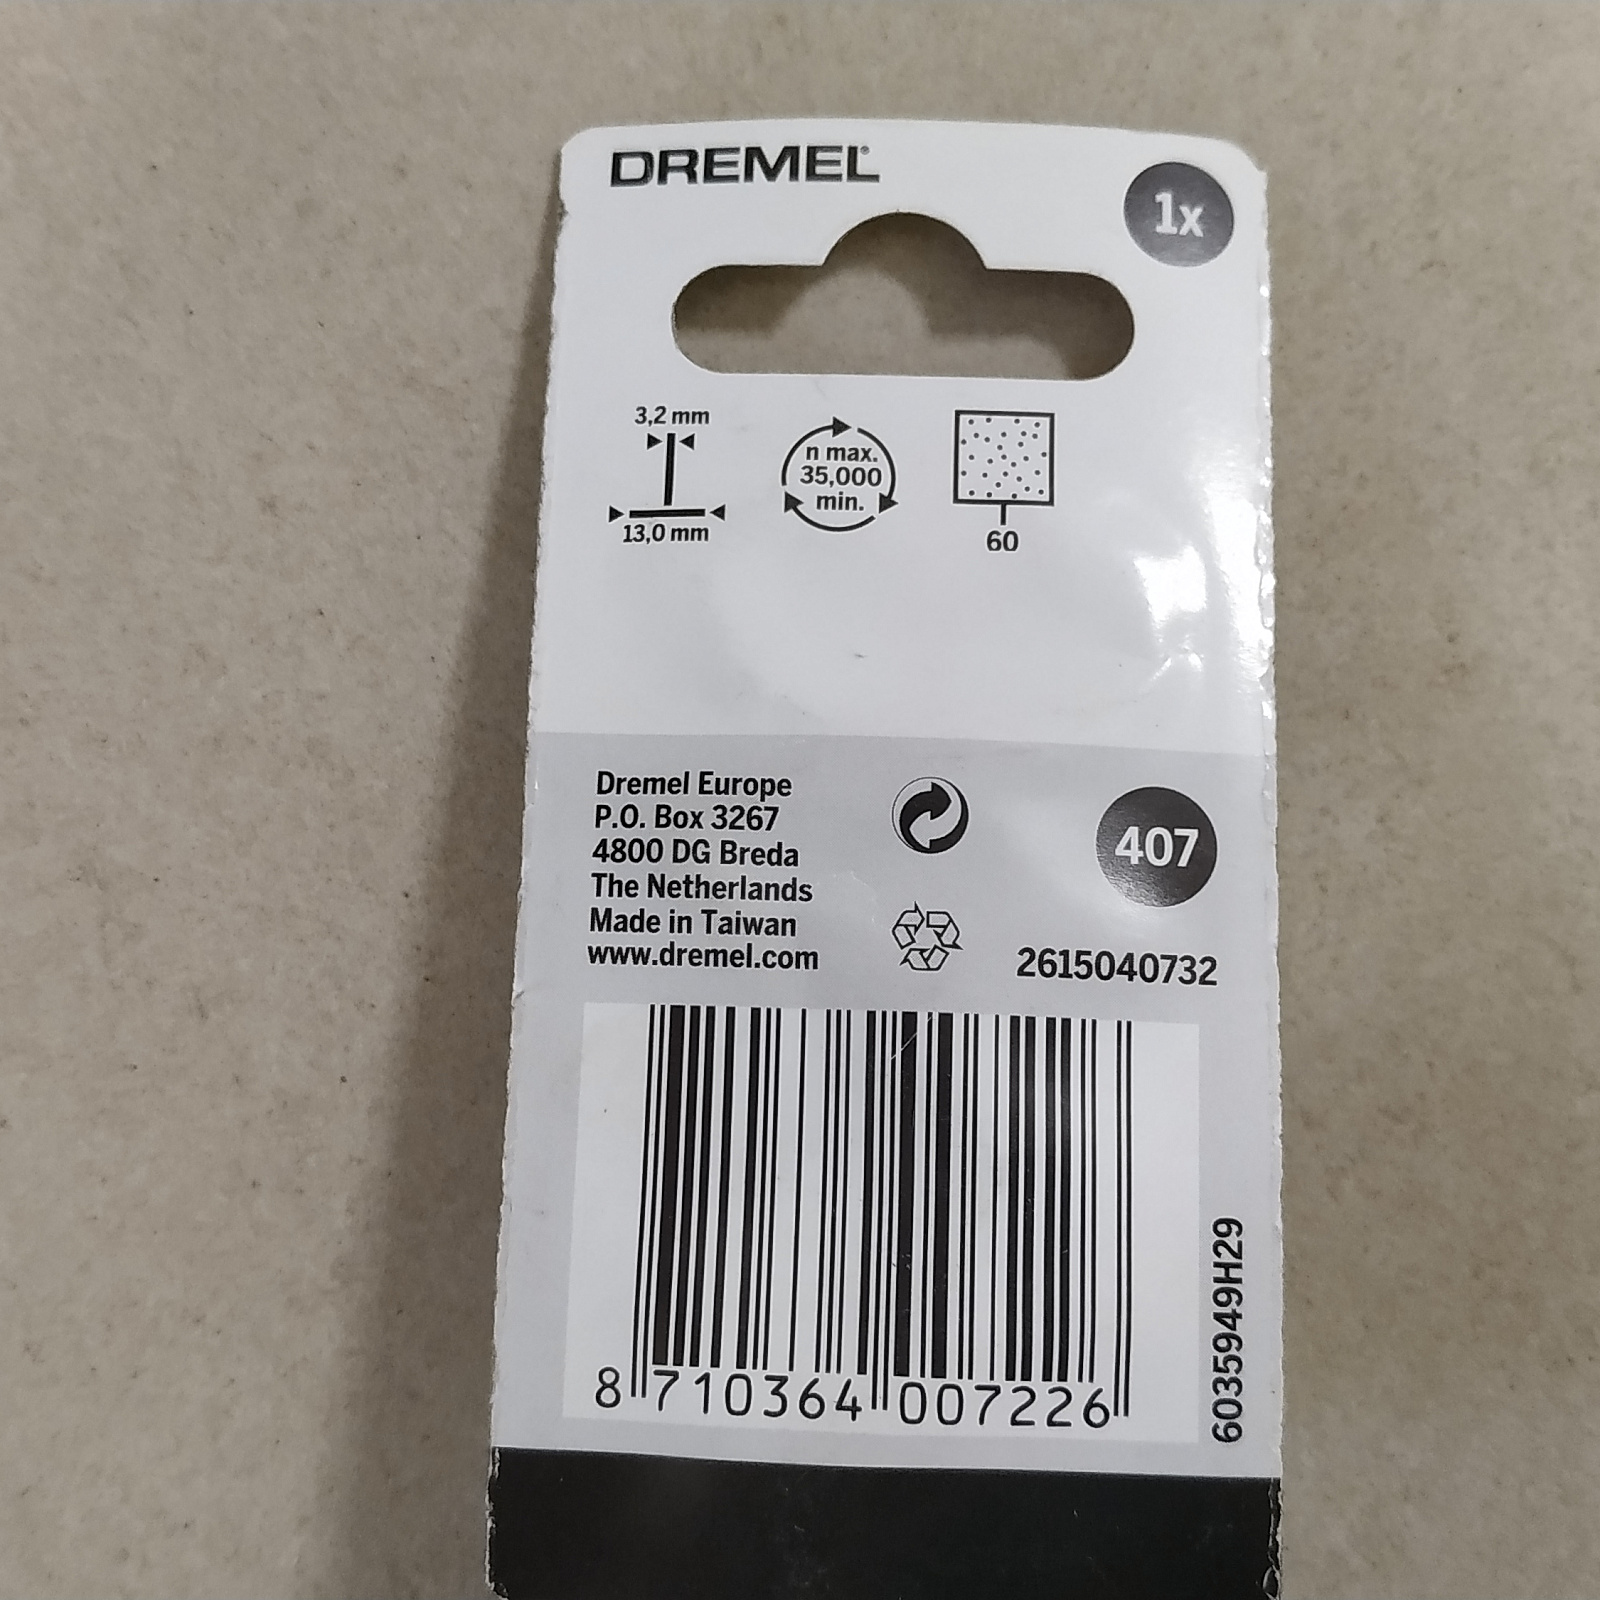 DREMEL®
1x
3,2 mm
13,0 mm
n max.
35,000
min.
60
Dremel Europe
P.O. Box 3267
4800 DG Breda
The Netherlands
Made in Taiwan
www.dremel.com
407
2615040732
8 710364 007226
6035949H29